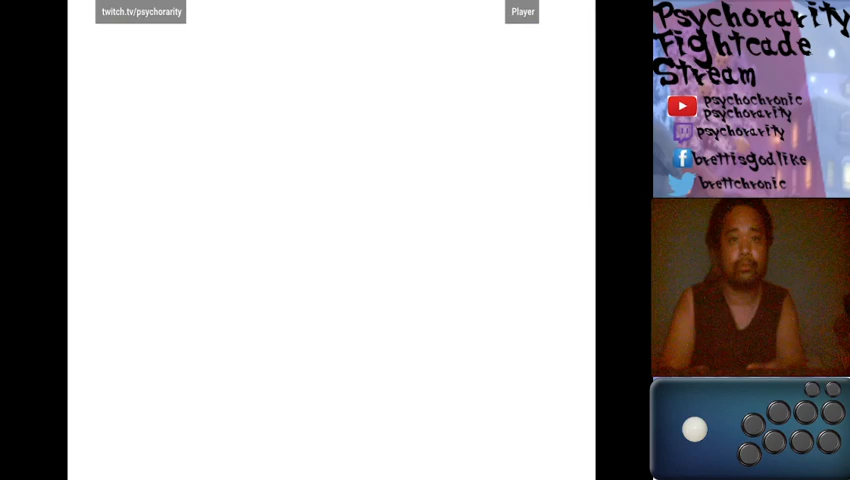 twitch.tv/psychorarity
Player
Psychorarity
Fightcade
Stream
psychochronic
psychorarity
psychorarity
brettisgodlike
brettchronic